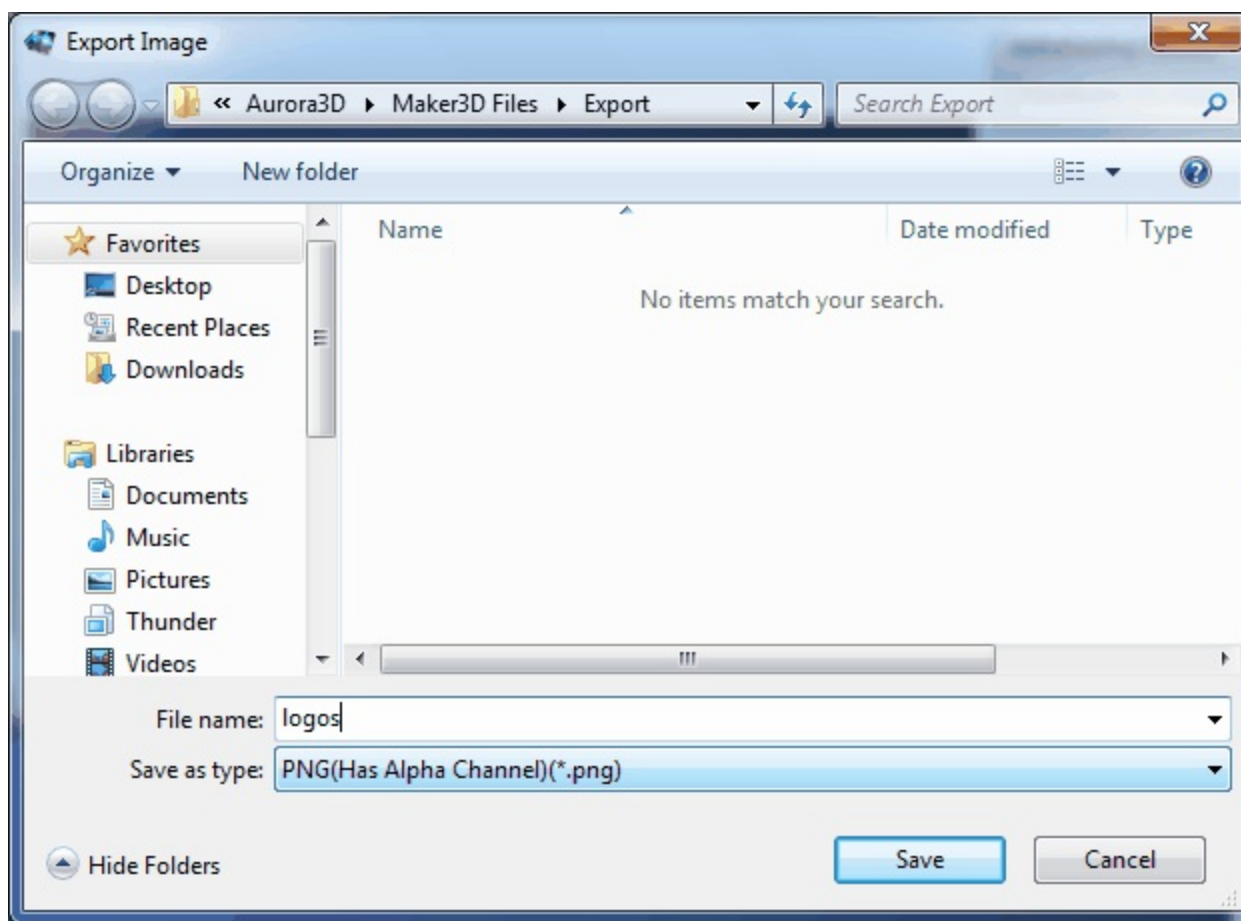 Export Image
« Aurora3D ▸ Maker3D Files ▸ Export
Search Export
Organize ▾ New folder
Name Date modified Type
No items match your search.
Favorites
Desktop
Recent Places
Downloads
Libraries
Documents
Music
Pictures
Thunder
Videos
File name: logos
Save as type: PNG(Has Alpha Channel)(*.png)
Hide Folders Save Cancel